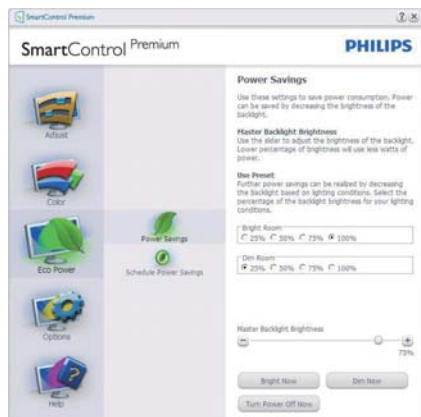 SmartControl Premium
SmartControl Premium
PHILIPS
Adjust
Color
Eco Power
Options
Help
Power Savings
Schedule Power Savings
Power Savings
Use these settings to save power consumption. Power
can be saved by decreasing the brightness of the
backlight.
Master Backlight Brightness
Use the slider to adjust the brightness of the backlight.
Lower percentage of brightness will use less watts of
power.
Use Preset
Further power savings can be realized by decreasing
the Backlight based on lighting conditions. Select the
percentage of the backlight brightness for your lighting
conditions.
Bright Room
25% 50% 75% 100%
Dim Room
25% 50% 75% 100%
Master Backlight Brightness
75%
Bright Now
Dim Now
Turn Power Off Now